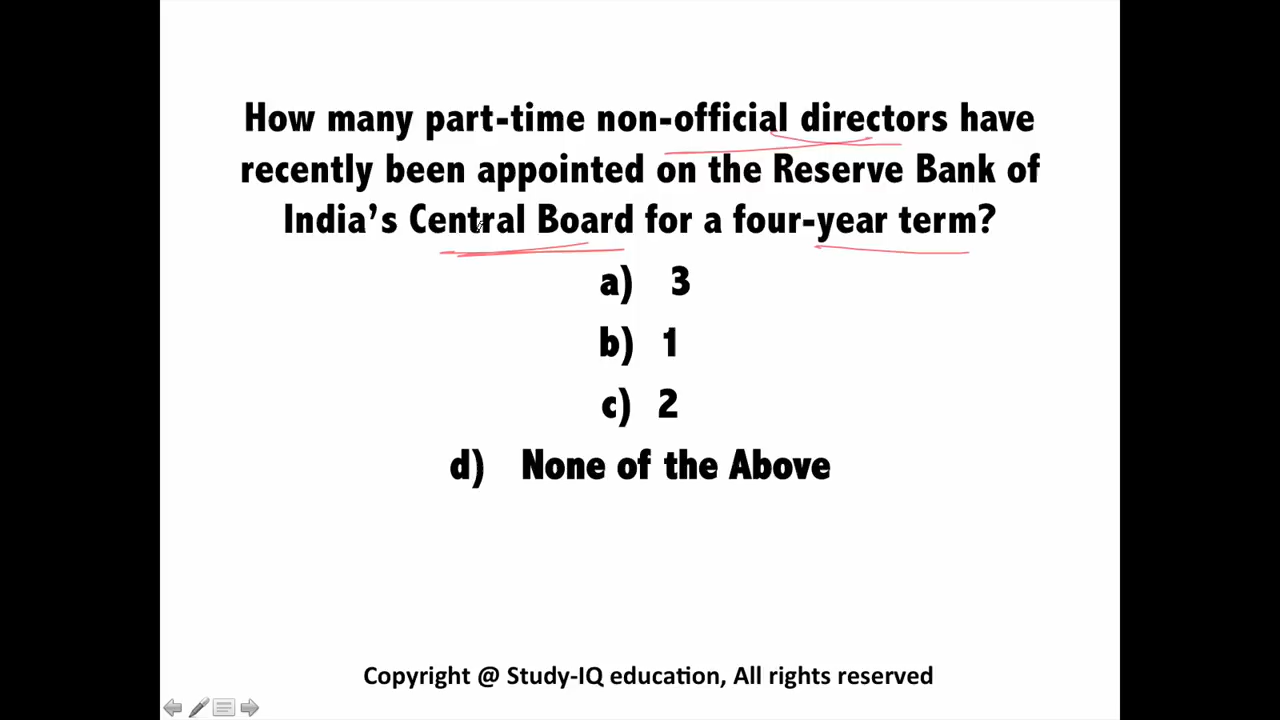 How many part-time non-official directors have
recently been appointed on the Reserve Bank of
India’s Central Board for a four-year term?
a) 3
b) 1
c) 2
d) None of the Above
Copyright @ Study-IQ education, All rights reserved